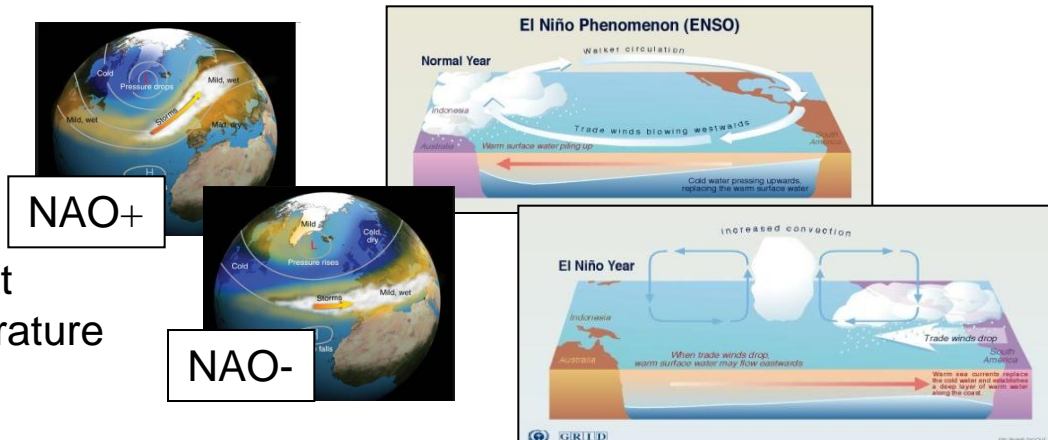 Cold
Pressure drops
Mild, wet
Mild, wet
Storms
Mild, dry
H
NAO+
Mild
Cold, dry
L
Cold
Pressure rises
Storms
Mild, wet
falls
NAO-
t
rature
El Niño Phenomenon (ENSO)
Walker circulation
Normal Year
Indonesia
Trade winds blowing westwards
South
America
Australia
Warm surface water piling up
Cold water pressing upwards,
replacing the warm surface water
increased convection
El Niño Year
Indonesia
Trade winds drop
South
America
Australia
When trade winds drop,
warm surface water may flow eastwards
Warm sea currents replace
the cold water and establishes
a deep layer of warm water
along the coast.
GRID